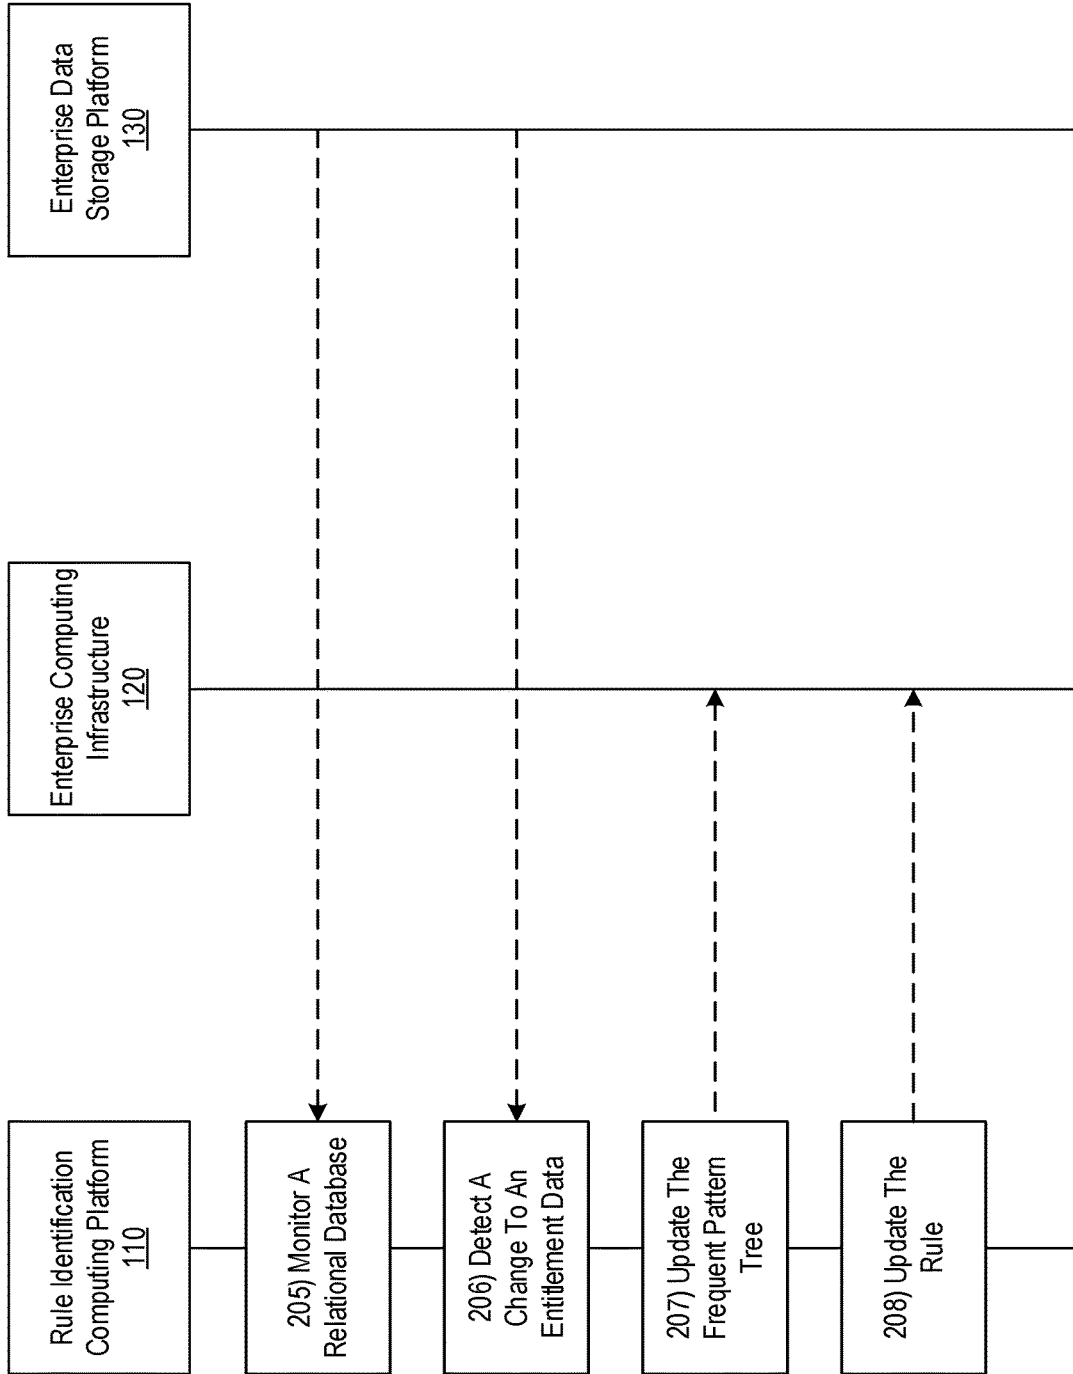 Rule Identification
Computing Platform
110
Enterprise Computing
Infrastructure
120
Enterprise Data
Storage Platform
130
205) Monitor A
Relational Database
206) Detect A
Change To An
Entitlement Data
207) Update The
Frequent Pattern
Tree
208) Update The
Rule